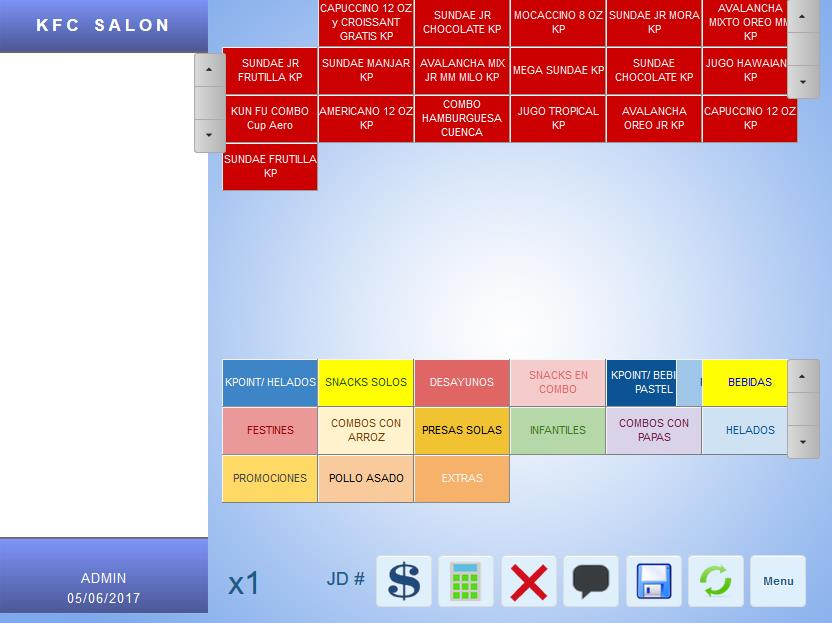 KFC SALON
CAPUCCINO 12 OZ
y CROISSANT
GRATIS KP
SUNDAE JR
CHOCOLATE KP
MOCACCINO 8 OZ
KP
SUNDAE JR MORA
KP
AVALANCHA
MIXTO OREO MM
KP
SUNDAE JR
FRUTILLA KP
SUNDAE MANJAR
KP
AVALANCHA MIX
JR MM MILO KP
MEGA SUNDAE KP
SUNDAE
CHOCOLATE KP
JUGO HAWAIAN
KP
KUN FU COMBO
Cup Aero
AMERICANO 12 OZ
KP
COMBO
HAMBURGUESA
CUENCA
JUGO TROPICAL
KP
AVALANCHA
OREO JR KP
CAPUCCINO 12 OZ
KP
SUNDAE FRUTILLA
KP
KPOINT/ HELADOS
SNACKS SOLOS
DESAYUNOS
SNACKS EN
COMBO
KPOINT/ BEBI
PASTEL
BEBIDAS
FESTINES
COMBOS CON
ARROZ
PRESAS SOLAS
INFANTILES
COMBOS CON
PAPAS
HELADOS
PROMOCIONES
POLLO ASADO
EXTRAS
ADMIN
05/06/2017
x1
JD #
$
Menu